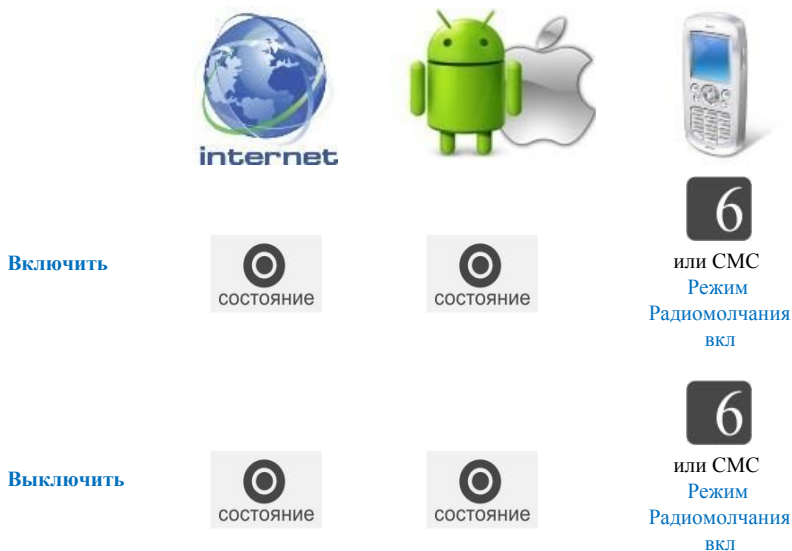 internet
6
Включить
состояние
состояние
или СМС
Режим
Радиомолчания
вкл
6
Выключить
состояние
состояние
или СМС
Режим
Радиомолчания
вкл